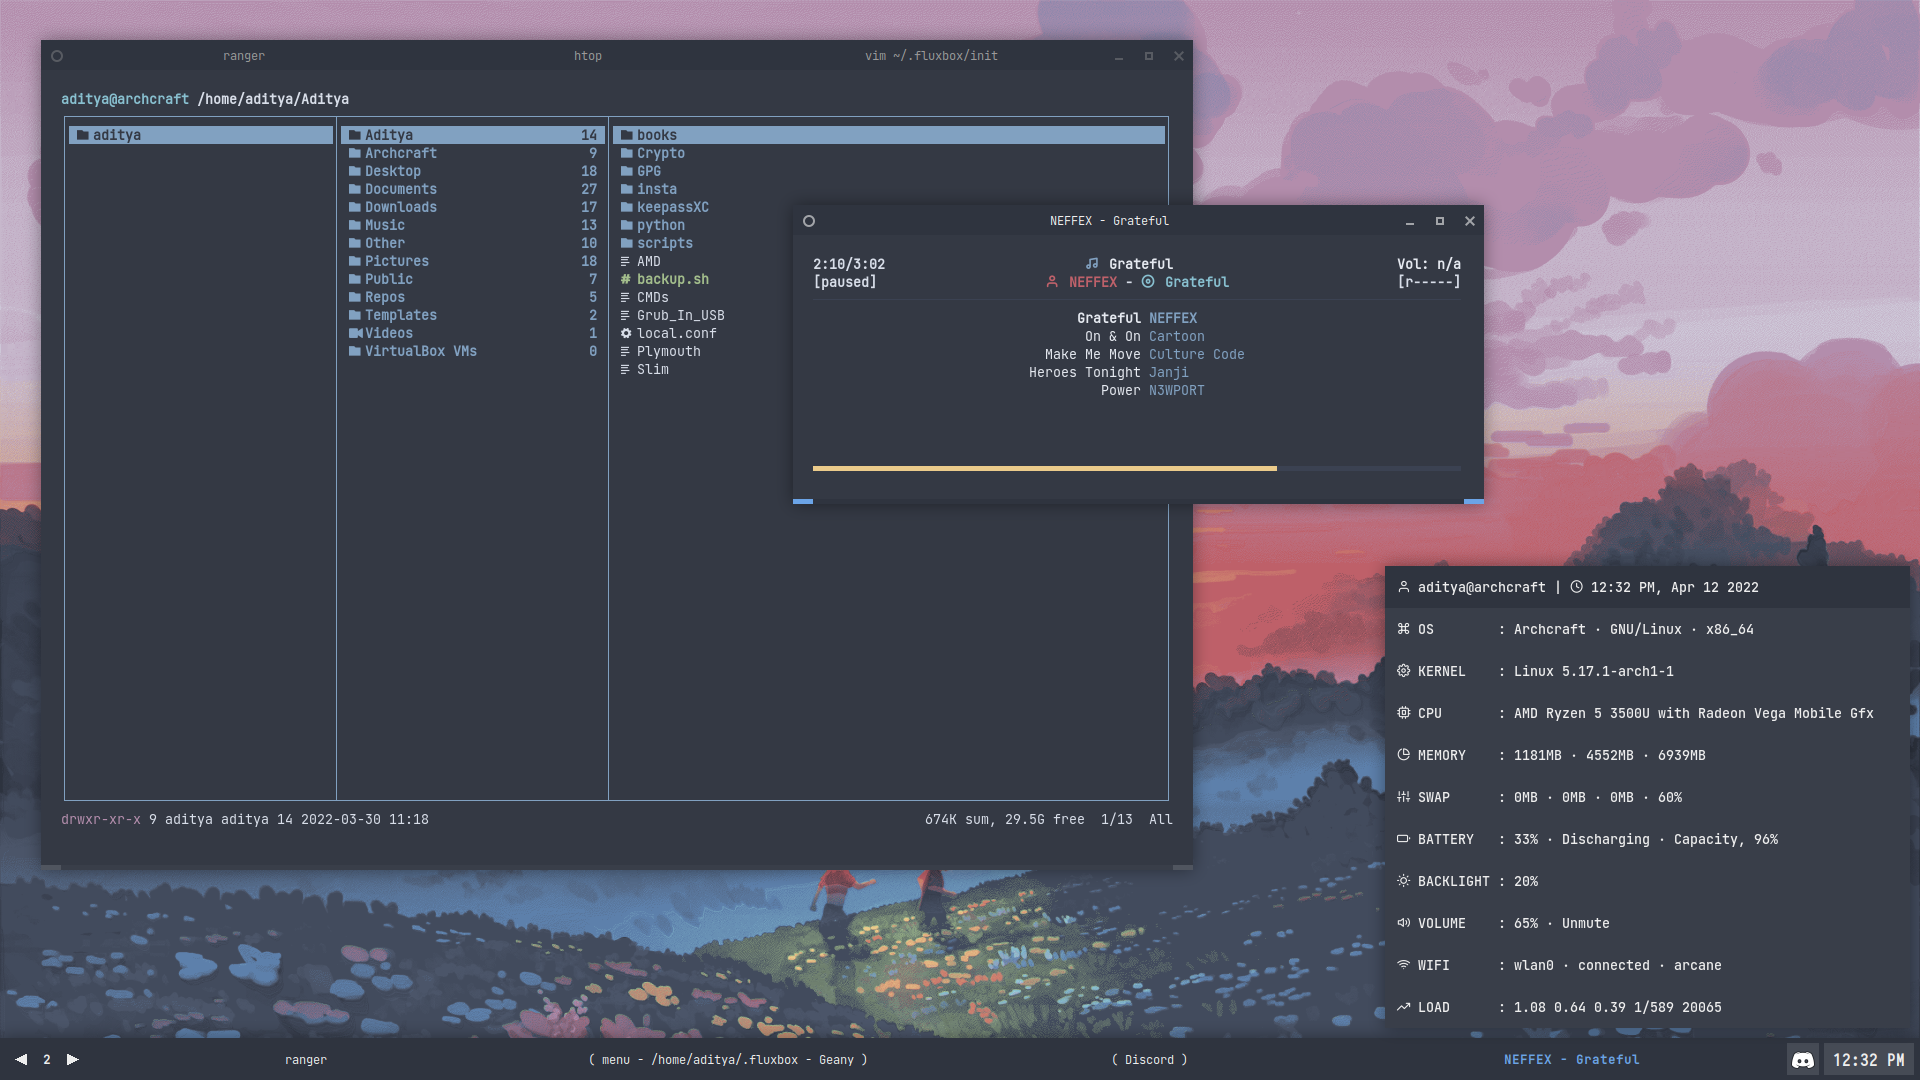 ranger htop vim ~/.fluxbox/init
aditya@archcraft /home/aditya/Aditya
aditya
Aditya 14
Archcraft 9
Desktop 18
Documents 27
Downloads 17
Music 13
Other 10
Pictures 18
Public 7
Repos 5
Templates 2
Videos 1
VirtualBox VMs 0
books
Crypto
GPG
insta
keepassXC
python
scripts
AMD
# backup.sh
CMDs
Grub_In_USB
local.conf
Plymouth
Slim
drwxr-xr-x 9 aditya aditya 14 2022-03-30 11:18 674K sum, 29.5G free 1/13 All
NEFFEX - Grateful
2:10/3:02 Grateful Vol: n/a
[paused] NEFFEX - Grateful [r-----]
Grateful NEFFEX
On & On Cartoon
Make Me Move Culture Code
Heroes Tonight Janji
Power N3WPORT
aditya@archcraft | 12:32 PM, Apr 12 2022
OS : Archcraft · GNU/Linux · x86_64
KERNEL : Linux 5.17.1-arch1-1
CPU : AMD Ryzen 5 3500U with Radeon Vega Mobile Gfx
MEMORY : 1181MB · 4552MB · 6939MB
SWAP : 0MB · 0MB · 0MB · 60%
BATTERY : 33% · Discharging · Capacity, 96%
BACKLIGHT : 20%
VOLUME : 65% · Unmute
WIFI : wlan0 · connected · arcane
LOAD : 1.08 0.64 0.39 1/589 20065
2 ranger ( menu - /home/aditya/.fluxbox - Geany ) ( Discord ) NEFFEX - Grateful 12:32 PM